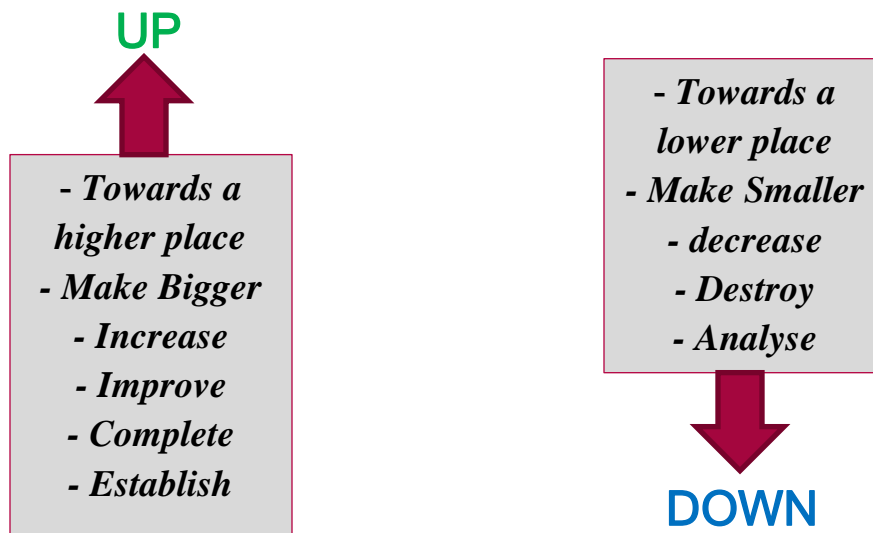 UP
- Towards a
higher place
- Make Bigger
- Increase
- Improve
- Complete
- Establish
- Towards a
lower place
- Make Smaller
- decrease
- Destroy
- Analyse
DOWN